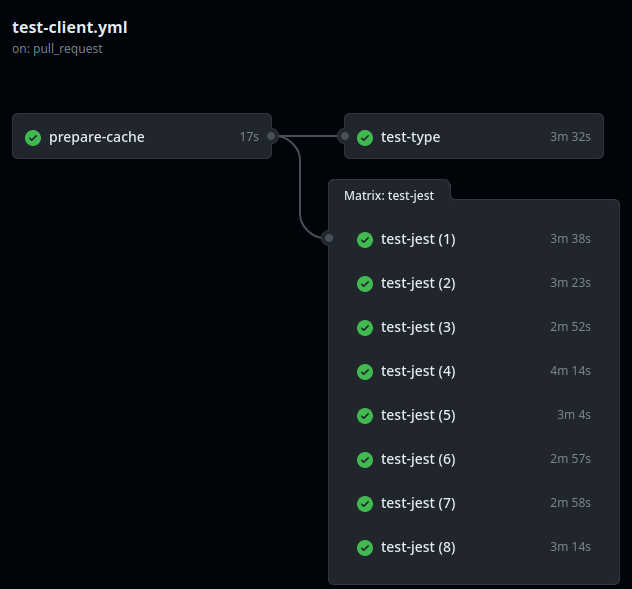 test-client.yml
on: pull_request
prepare-cache 17s
test-type 3m 32s
Matrix: test-jest
test-jest (1) 3m 38s
test-jest (2) 3m 23s
test-jest (3) 2m 52s
test-jest (4) 4m 14s
test-jest (5) 3m 4s
test-jest (6) 2m 57s
test-jest (7) 2m 58s
test-jest (8) 3m 14s